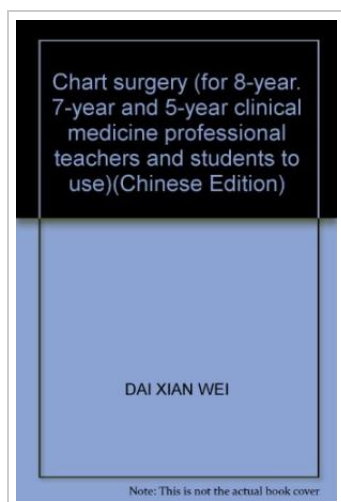 Chart surgery (for 8-year.
7-year and 5-year clinical
medicine professional
teachers and students to
use)(Chinese Edition)
DAI XIAN WEI
Note: This is not the actual book cover